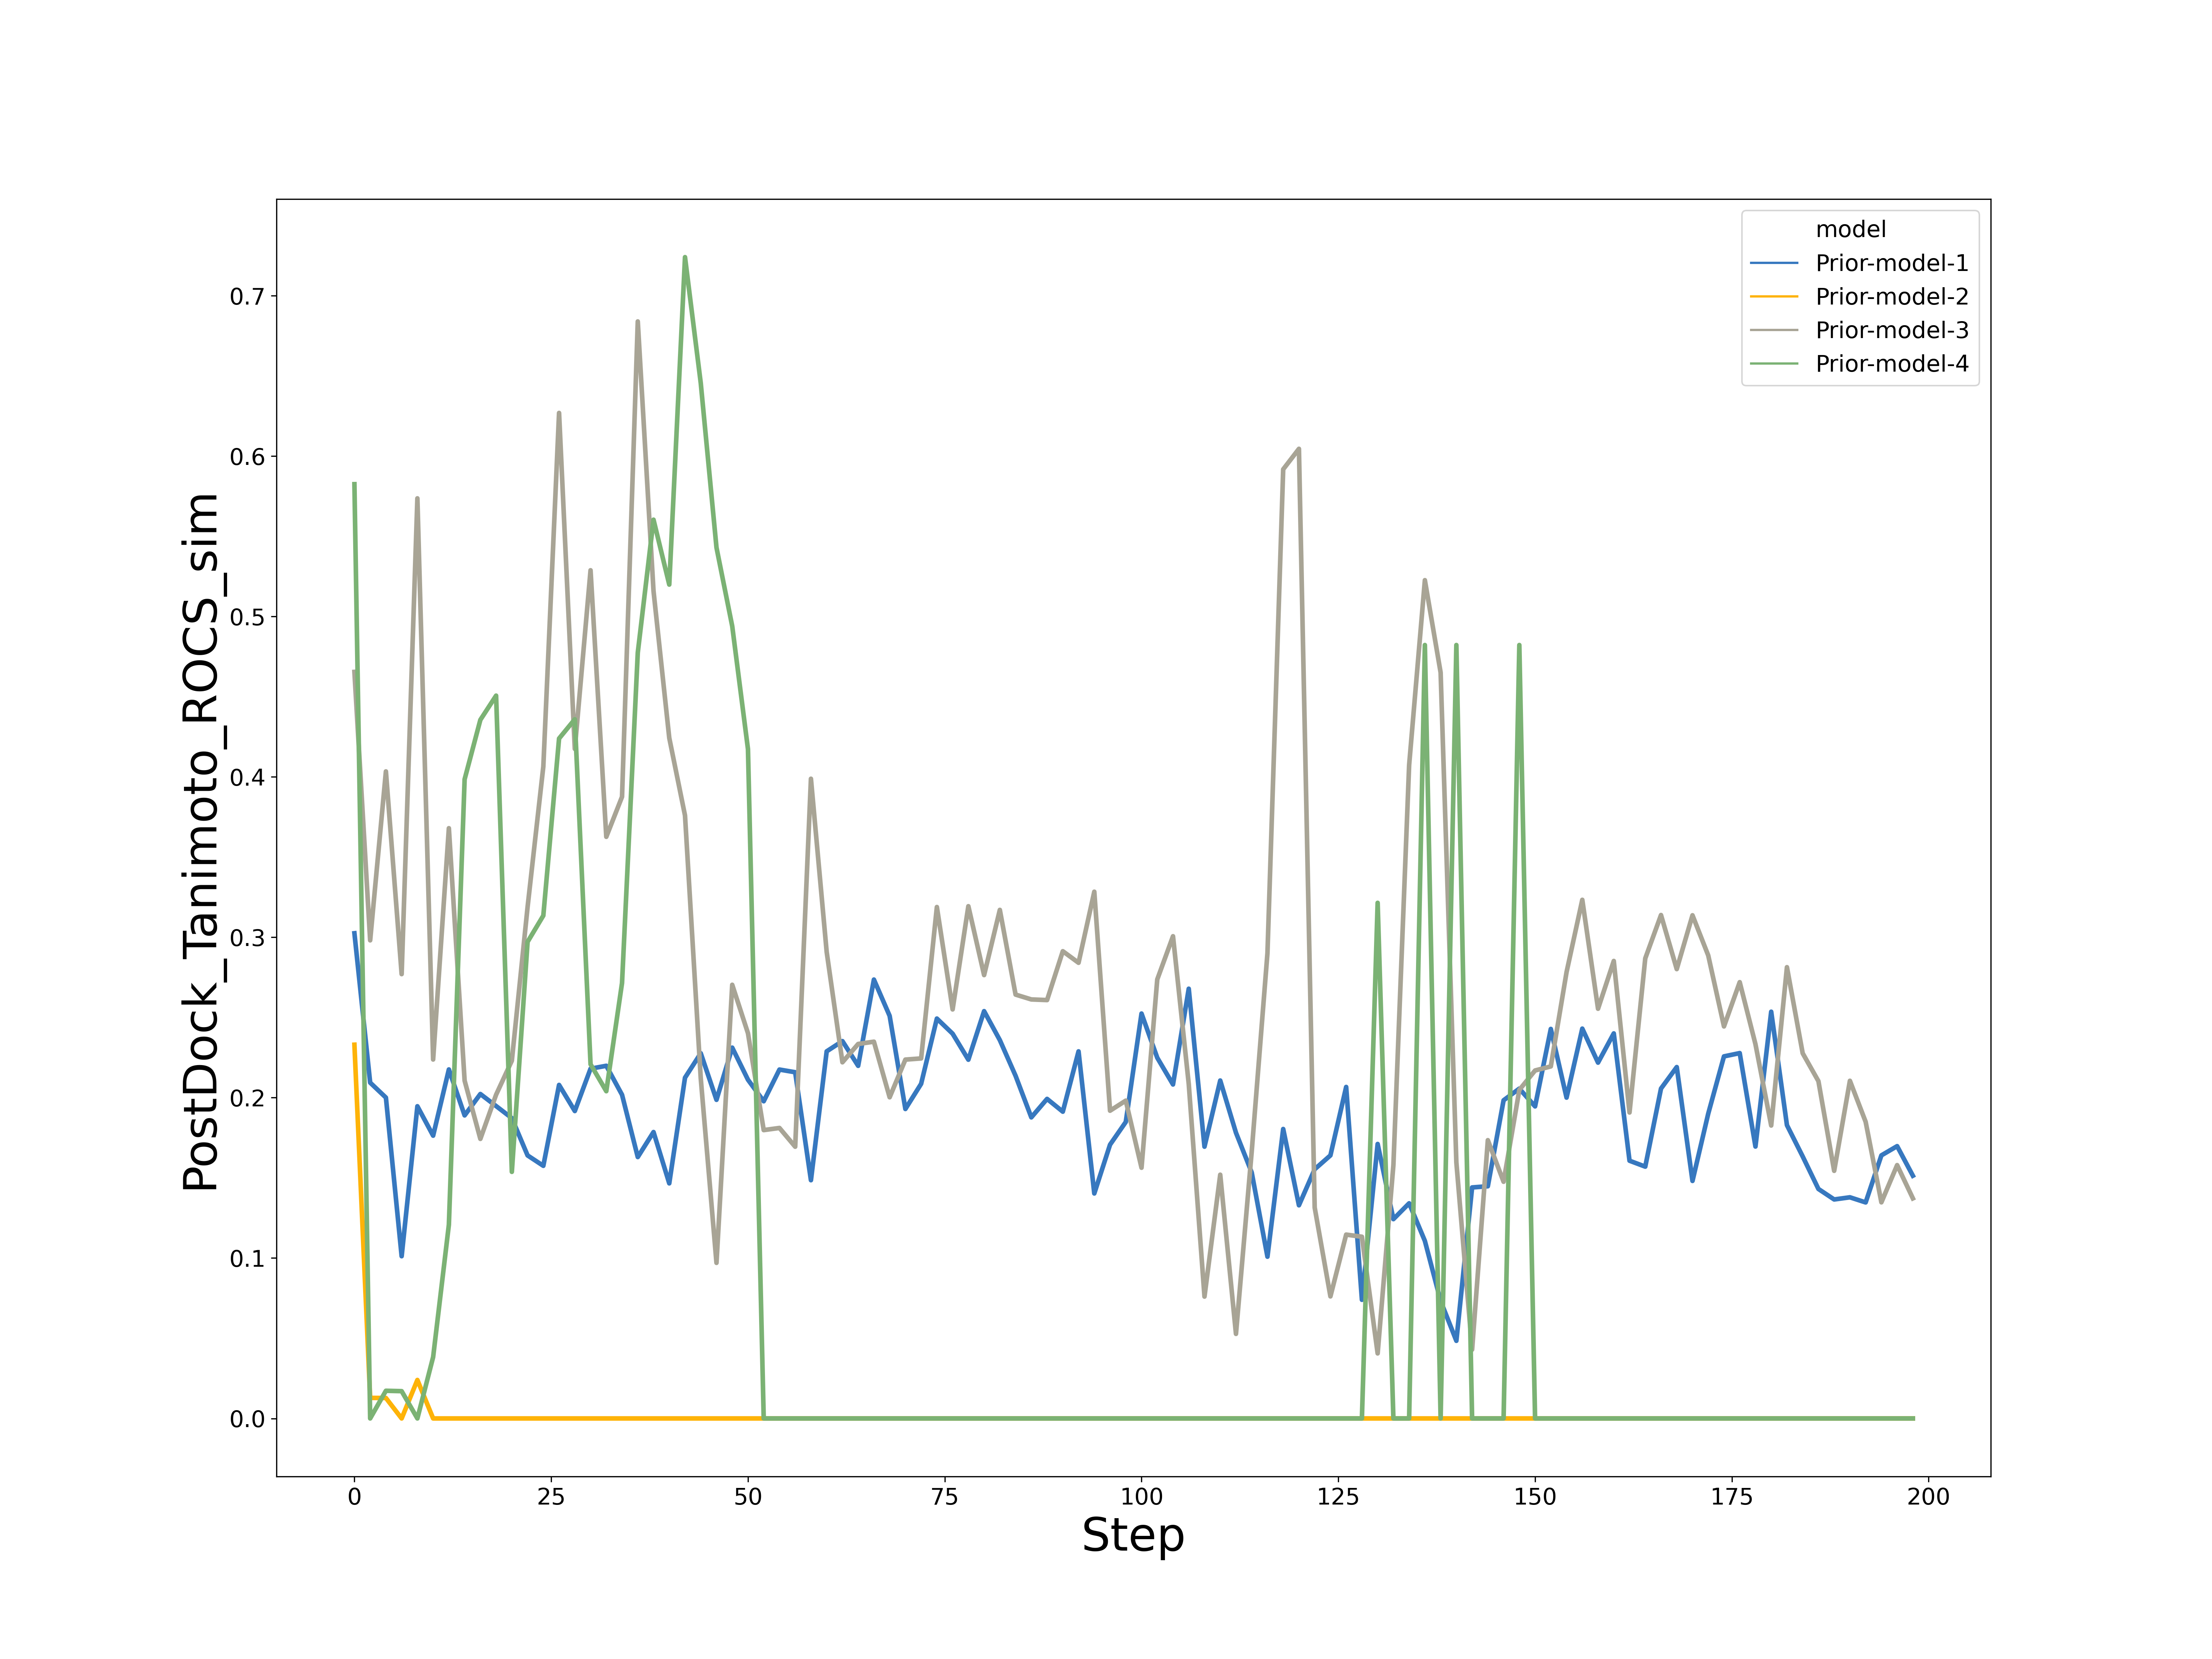 model
Prior-model-1
Prior-model-2
Prior-model-3
Prior-model-4
PostDock_Tanimoto_ROCS_sim
0.7
0.6
0.5
0.4
0.3
0.2
0.1
0.0
0 25 50 75 100 125 150 175 200
Step